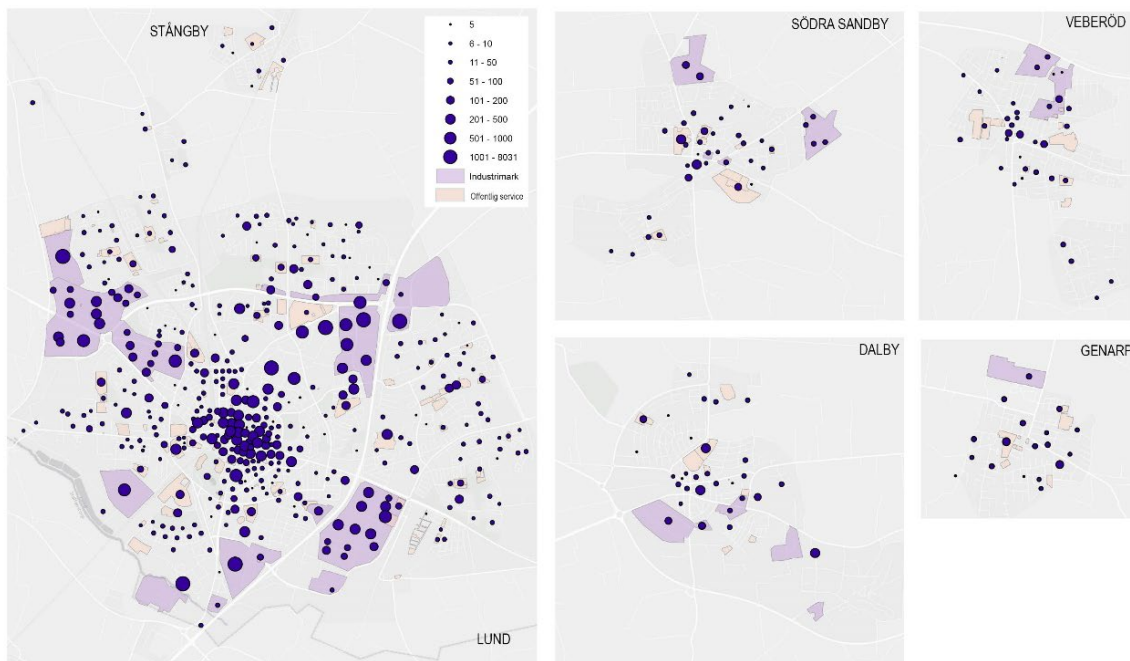 STÅNGBY
5
6 - 10
11 - 50
51 - 100
101 - 200
201 - 500
501 - 1000
1001 - 8031
Industrimark
Offentlig service
LUND
SÖDRA SANDBY
VEBERÖD
DALBY
GENARP